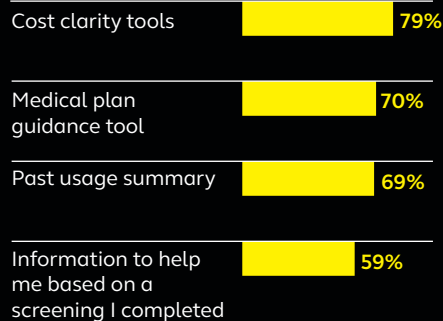 Cost clarity tools
79%
Medical plan
guidance tool
70%
Past usage summary
69%
Information to help
me based on a
screening I completed
59%